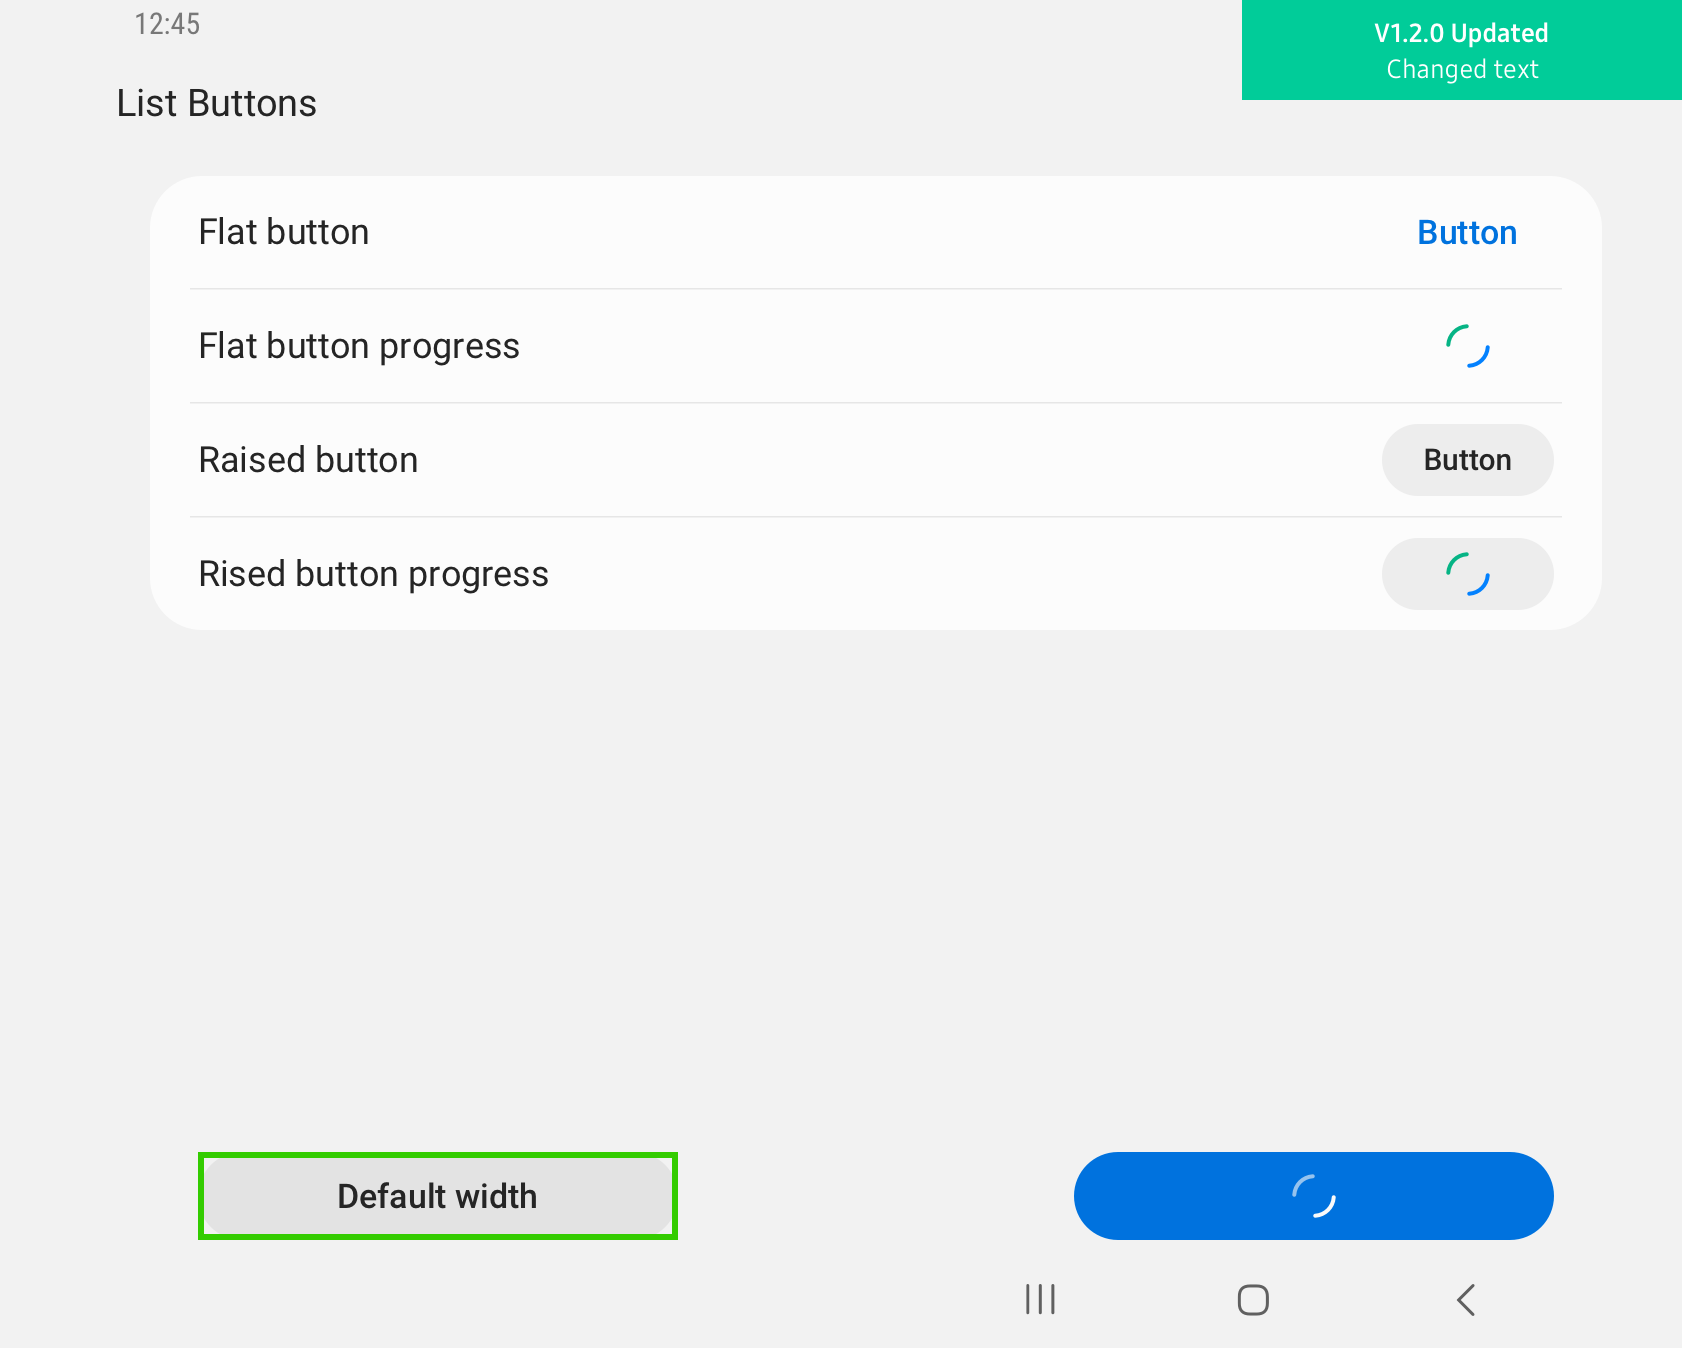 12:45
V1.2.0 Updated
Changed text
List Buttons
Flat button
Button
Flat button progress
Raised button
Button
Rised button progress
Default width